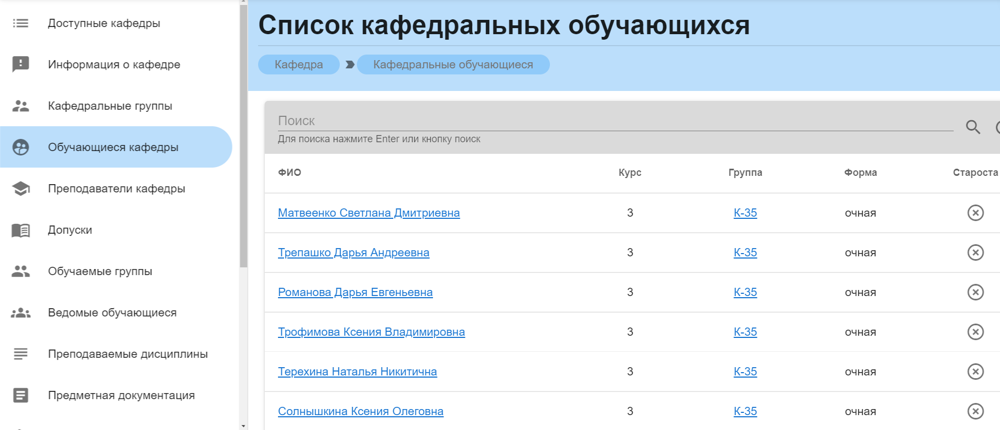 Доступные кафедры
Информация о кафедре
Кафедральные группы
Обучающиеся кафедры
Преподаватели кафедры
Допуски
Обучаемые группы
Ведомые обучающиеся
Преподаваемые дисциплины
Предметная документация
Список кафедральных обучающихся
Кафедра Кафедральные обучающиеся
Поиск
Для поиска нажмите Enter или кнопку поиск
ФИО Курс Группа Форма Староста
Матвеенко Светлана Дмитриевна 3 К-35 очная
Трепашко Дарья Андреевна 3 К-35 очная
Романова Дарья Евгеньевна 3 К-35 очная
Трофимова Ксения Владимировна 3 К-35 очная
Терехина Наталья Никитична 3 К-35 очная
Солнышкина Ксения Олеговна 3 К-35 очная